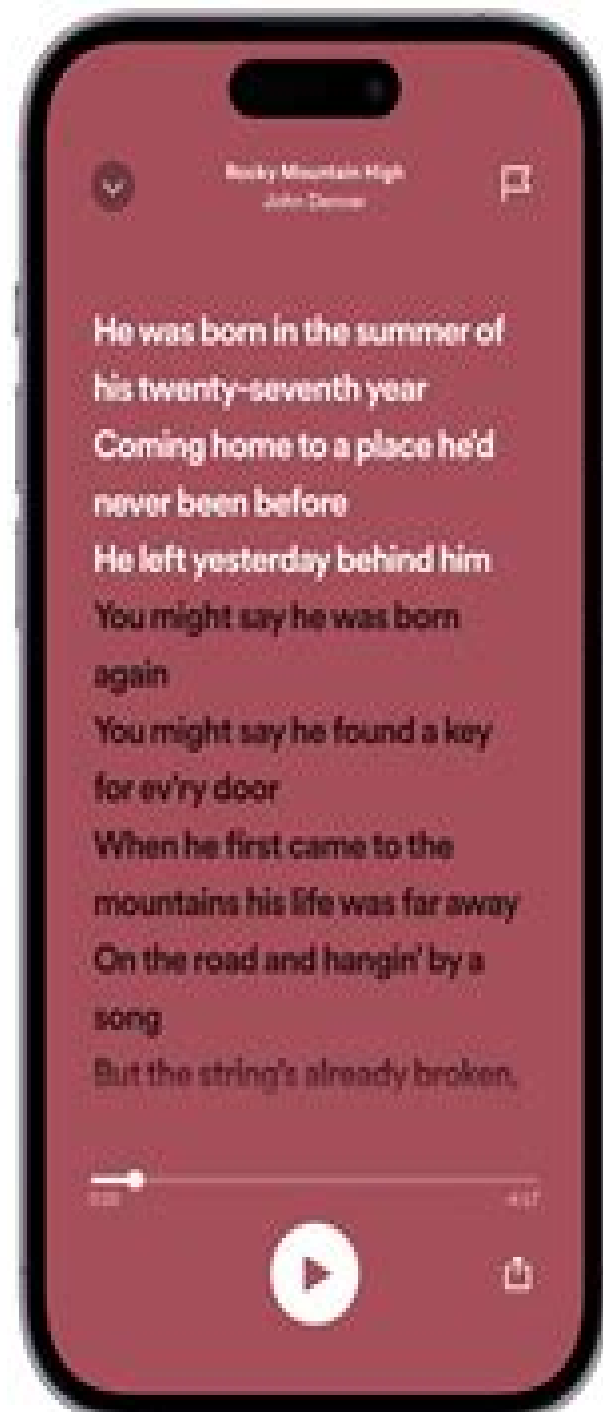 Rocky Mountain High
John Denver
He was born in the summer of
his twenty-seventh year
Coming home to a place he'd
never been before
He left yesterday behind him
You might say he was born
again
You might say he found a key
for ev'ry door
When he first came to the
mountains his life was far away
On the road and hangin' by a
song
But the string's already broken,